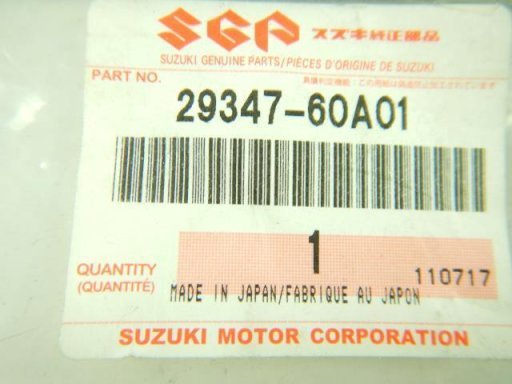 SGP スズキ純正部品
SUZUKI GENUINE PARTS/PIÈCES D'ORIGINE DE SUZUKI
PART NO.
29347-60A01
1
QUANTITY
(QUANTITÉ)
110717
MADE IN JAPAN/FABRIQUE AU JAPON
SUZUKI MOTOR CORPORATION